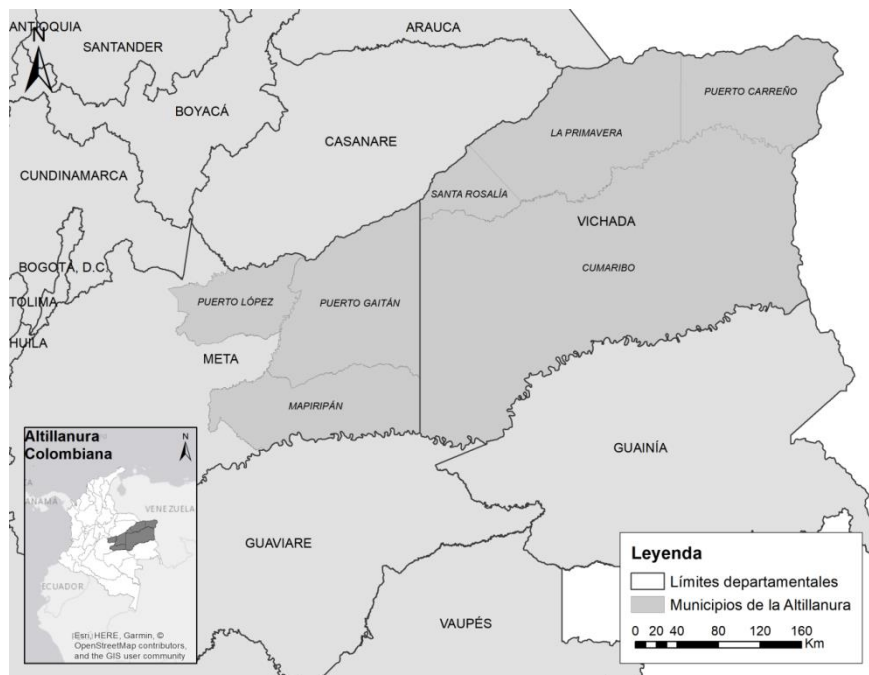 ANTIOQUIA
N
SANTANDER
ARAUCA
BOYACÁ
PUERTO CARREÑO
LA PRIMAVERA
CASANARE
CUNDINAMARCA
SANTA ROSALÍA
VICHADA
BOGOTÁ, D.C.
CUMARIBO
TOLIMA
PUERTO LÓPEZ
PUERTO GAITÁN
HUILA
META
MAPIRIPÁN
GUAINÍA
GUAVIARE
VAUPÉS
Altillanura
Colombiana
N
PANAMÁ
VENEZUELA
ECUADOR
Esri, HERE, Garmin, ©
OpenStreetMap contributors,
and the GIS user community
Leyenda
Límites departamentales
Municipios de la Altillanura
0 20 40 80 120 160
Km